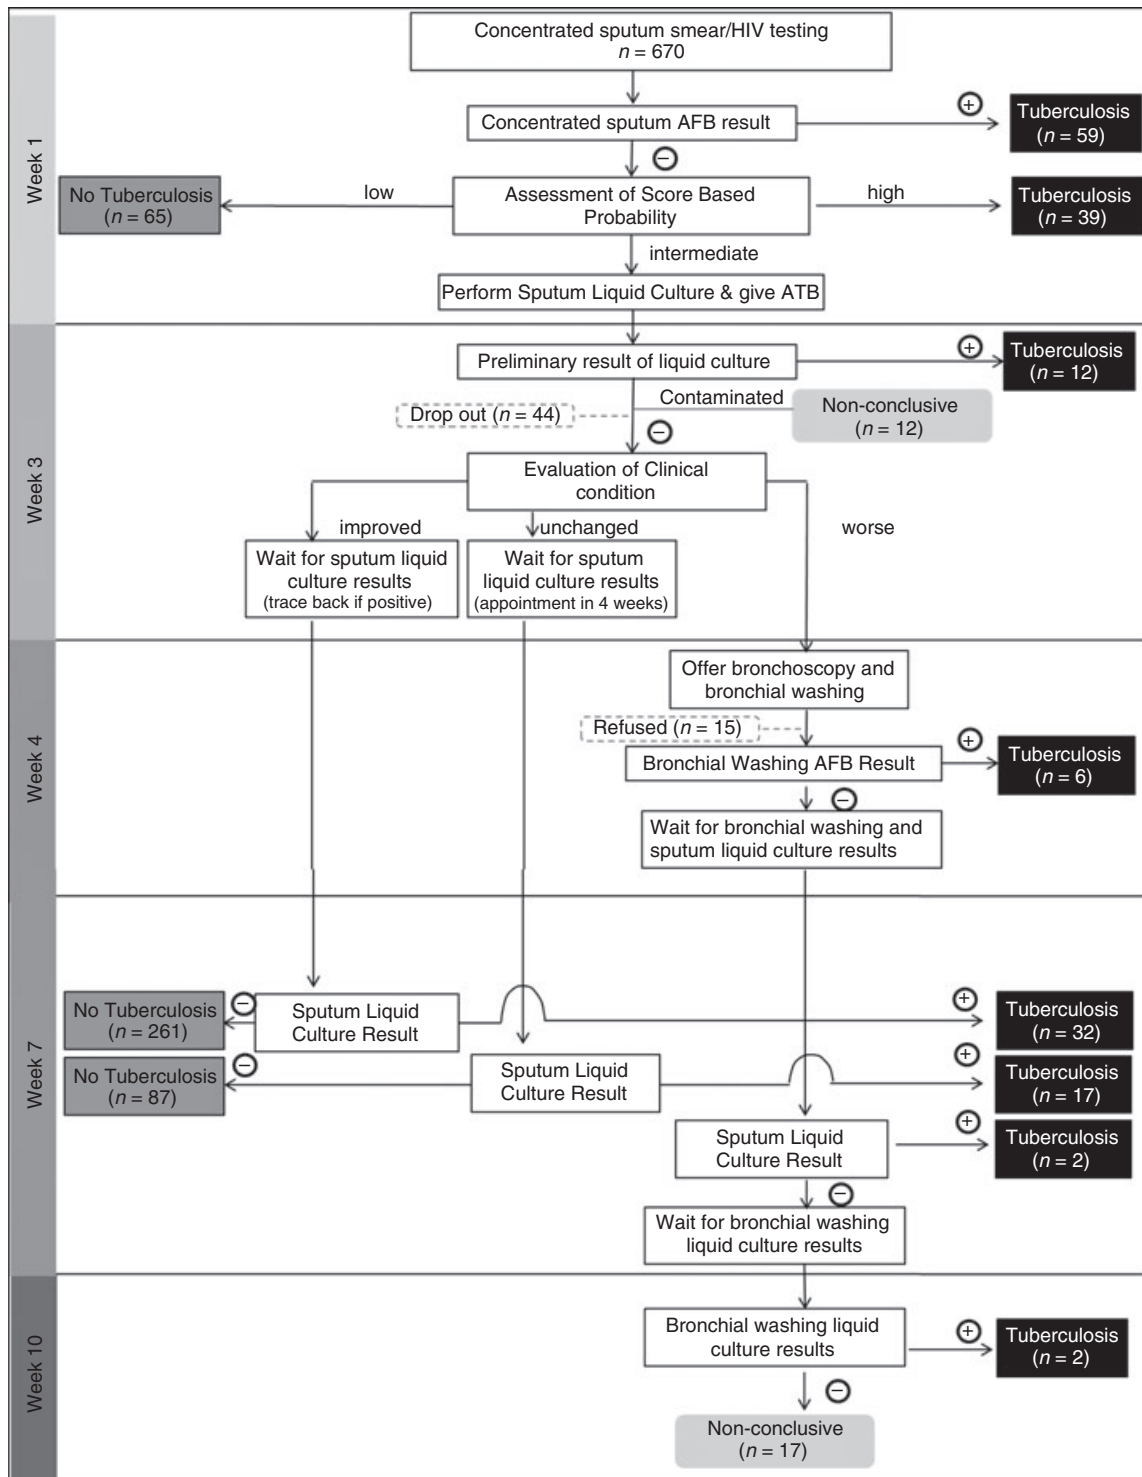 Concentrated sputum smear/HIV testing
n = 670
Week 1
Concentrated sputum AFB result
+
Tuberculosis
(n = 59)
−
No Tuberculosis
(n = 65)
low
Assessment of Score Based
Probability
high
Tuberculosis
(n = 39)
intermediate
Perform Sputum Liquid Culture & give ATB
Week 3
Preliminary result of liquid culture
+
Tuberculosis
(n = 12)
Drop out (n = 44)
Contaminated
Non-conclusive
(n = 12)
−
Evaluation of Clinical
condition
improved
unchanged
worse
Wait for sputum liquid
culture results
(trace back if positive)
Wait for sputum
liquid culture results
(appointment in 4 weeks)
Week 4
Offer bronchoscopy and
bronchial washing
Refused (n = 15)
Bronchial Washing AFB Result
+
Tuberculosis
(n = 6)
−
Wait for bronchial washing and
sputum liquid culture results
Week 7
No Tuberculosis
(n = 261)
−
Sputum Liquid
Culture Result
+
Tuberculosis
(n = 32)
No Tuberculosis
(n = 87)
−
Sputum Liquid
Culture Result
+
Tuberculosis
(n = 17)
Sputum Liquid
Culture Result
+
Tuberculosis
(n = 2)
−
Wait for bronchial washing
liquid culture results
Week 10
Bronchial washing liquid
culture results
+
Tuberculosis
(n = 2)
−
Non-conclusive
(n = 17)